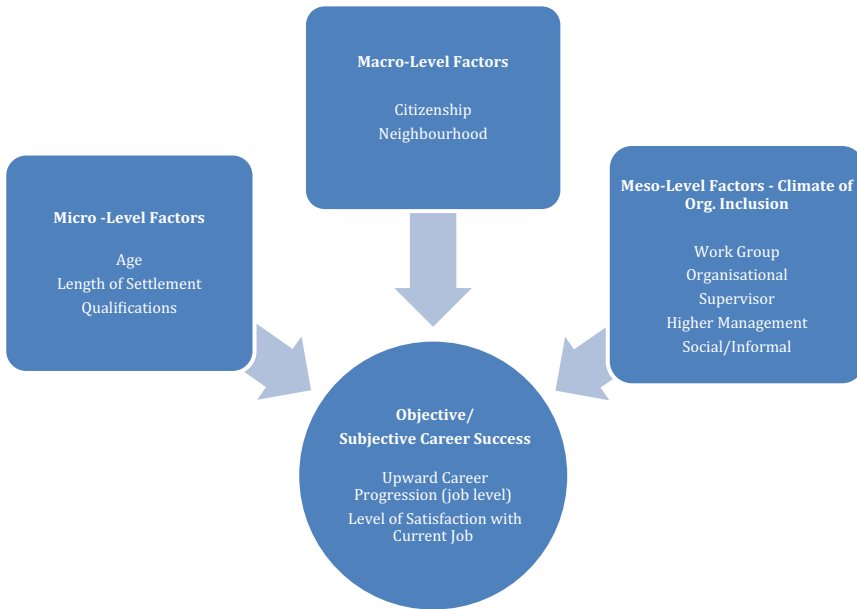 Macro-Level Factors
Citizenship
Neighbourhood
Micro -Level Factors
Age
Length of Settlement
Qualifications
Meso-Level Factors - Climate of
Org. Inclusion
Work Group
Organisational
Supervisor
Higher Management
Social/Informal
Objective/
Subjective Career Success
Upward Career
Progression (job level)
Level of Satisfaction with
Current Job